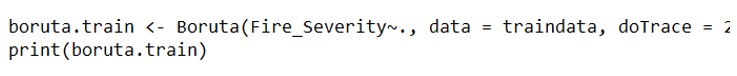 boruta.train <- Boruta(Fire_Severity~., data = traindata, doTrace =
print(boruta.train)